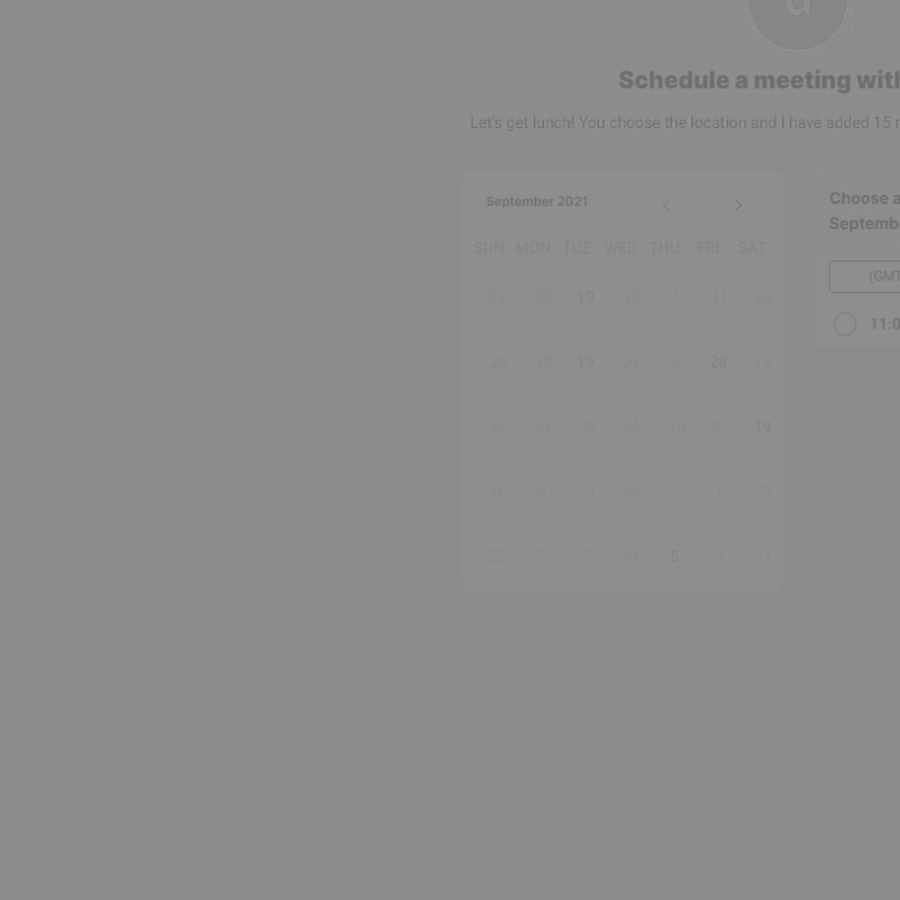 d
Schedule a meeting with
Let's get lunch! You choose the location and I have added 15
September 2021 < >
SUN MON TUE WED THU FRI SAT
23 20 19 30 7 11 23
26 30 19 29 2 28 15
8 23 26 24 13 27 19
8 4 15 8 1 1 23
22 7 7 14 5 3 11
Choose a
Septemb
(GMT
11:0